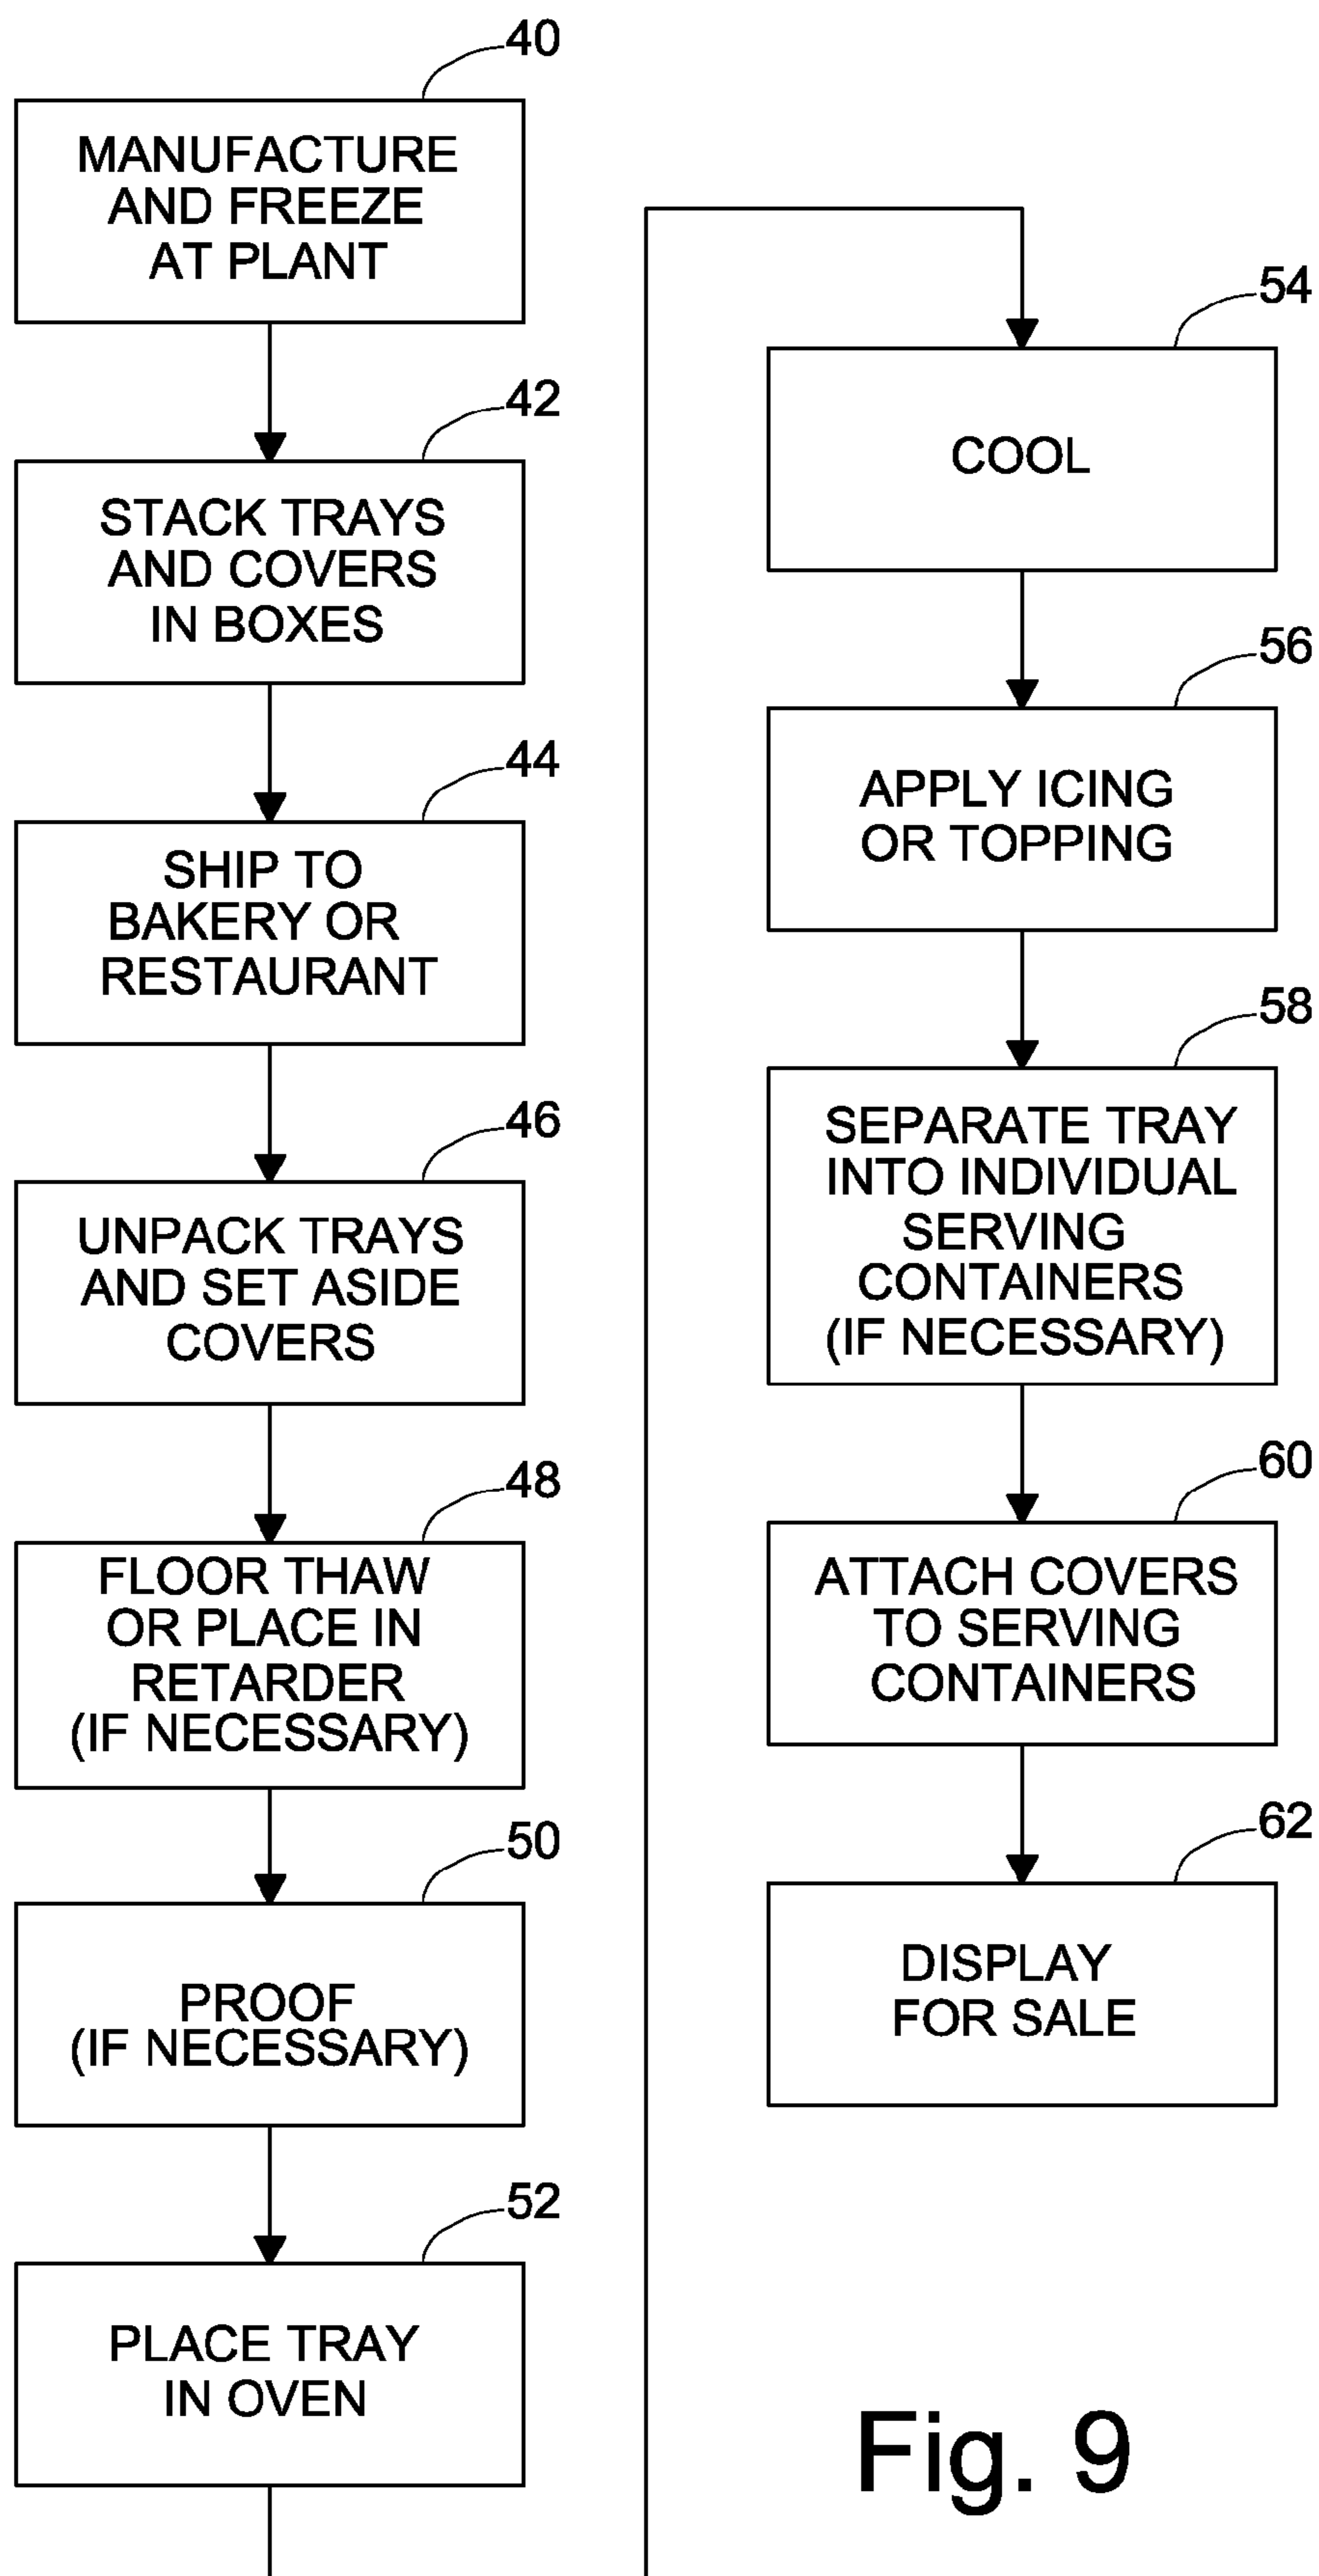 40
MANUFACTURE
AND FREEZE
AT PLANT
42
STACK TRAYS
AND COVERS
IN BOXES
44
SHIP TO
BAKERY OR
RESTAURANT
46
UNPACK TRAYS
AND SET ASIDE
COVERS
48
FLOOR THAW
OR PLACE IN
RETARDER
(IF NECESSARY)
50
PROOF
(IF NECESSARY)
52
PLACE TRAY
IN OVEN
54
COOL
56
APPLY ICING
OR TOPPING
58
SEPARATE TRAY
INTO INDIVIDUAL
SERVING
CONTAINERS
(IF NECESSARY)
60
ATTACH COVERS
TO SERVING
CONTAINERS
62
DISPLAY
FOR SALE
Fig. 9